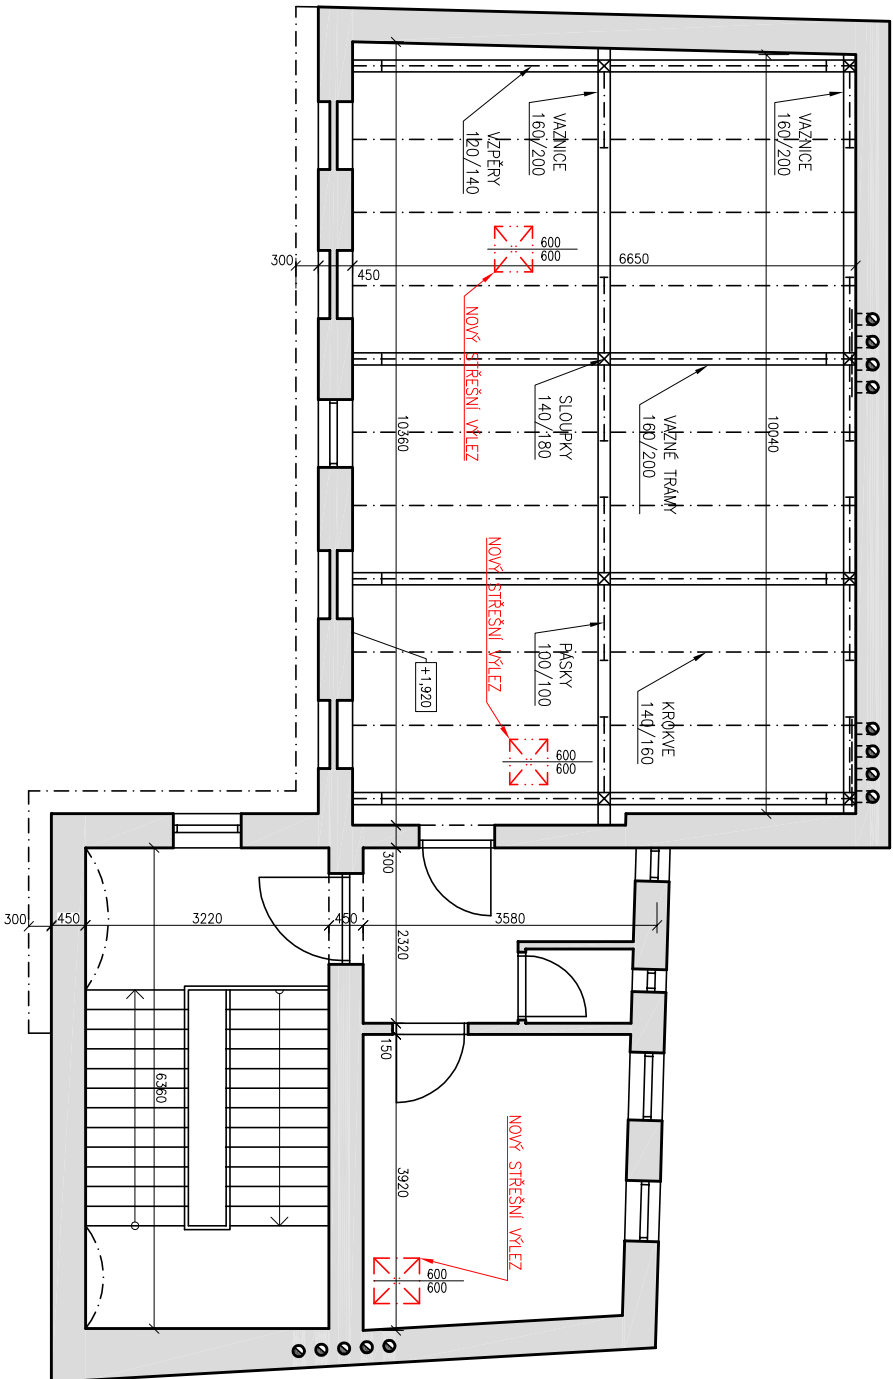 VAZNICE
160/200
VAZNICE
160/200
VZPĚRY
120/140
600
600
6650
300
450
NOVÝ STŘEŠNÍ VÝLEZ
SLOUPKY
140/180
VAZNÉ TRÁMY
160/200
10360
10040
NOVÝ STŘEŠNÍ VÝLEZ
PÁSKY
100/100
KROKVE
140/160
+1,920
600
600
300
300
450
3220
450
2320
3580
150
6360
3920
NOVÝ STŘEŠNÍ VÝLEZ
600
600